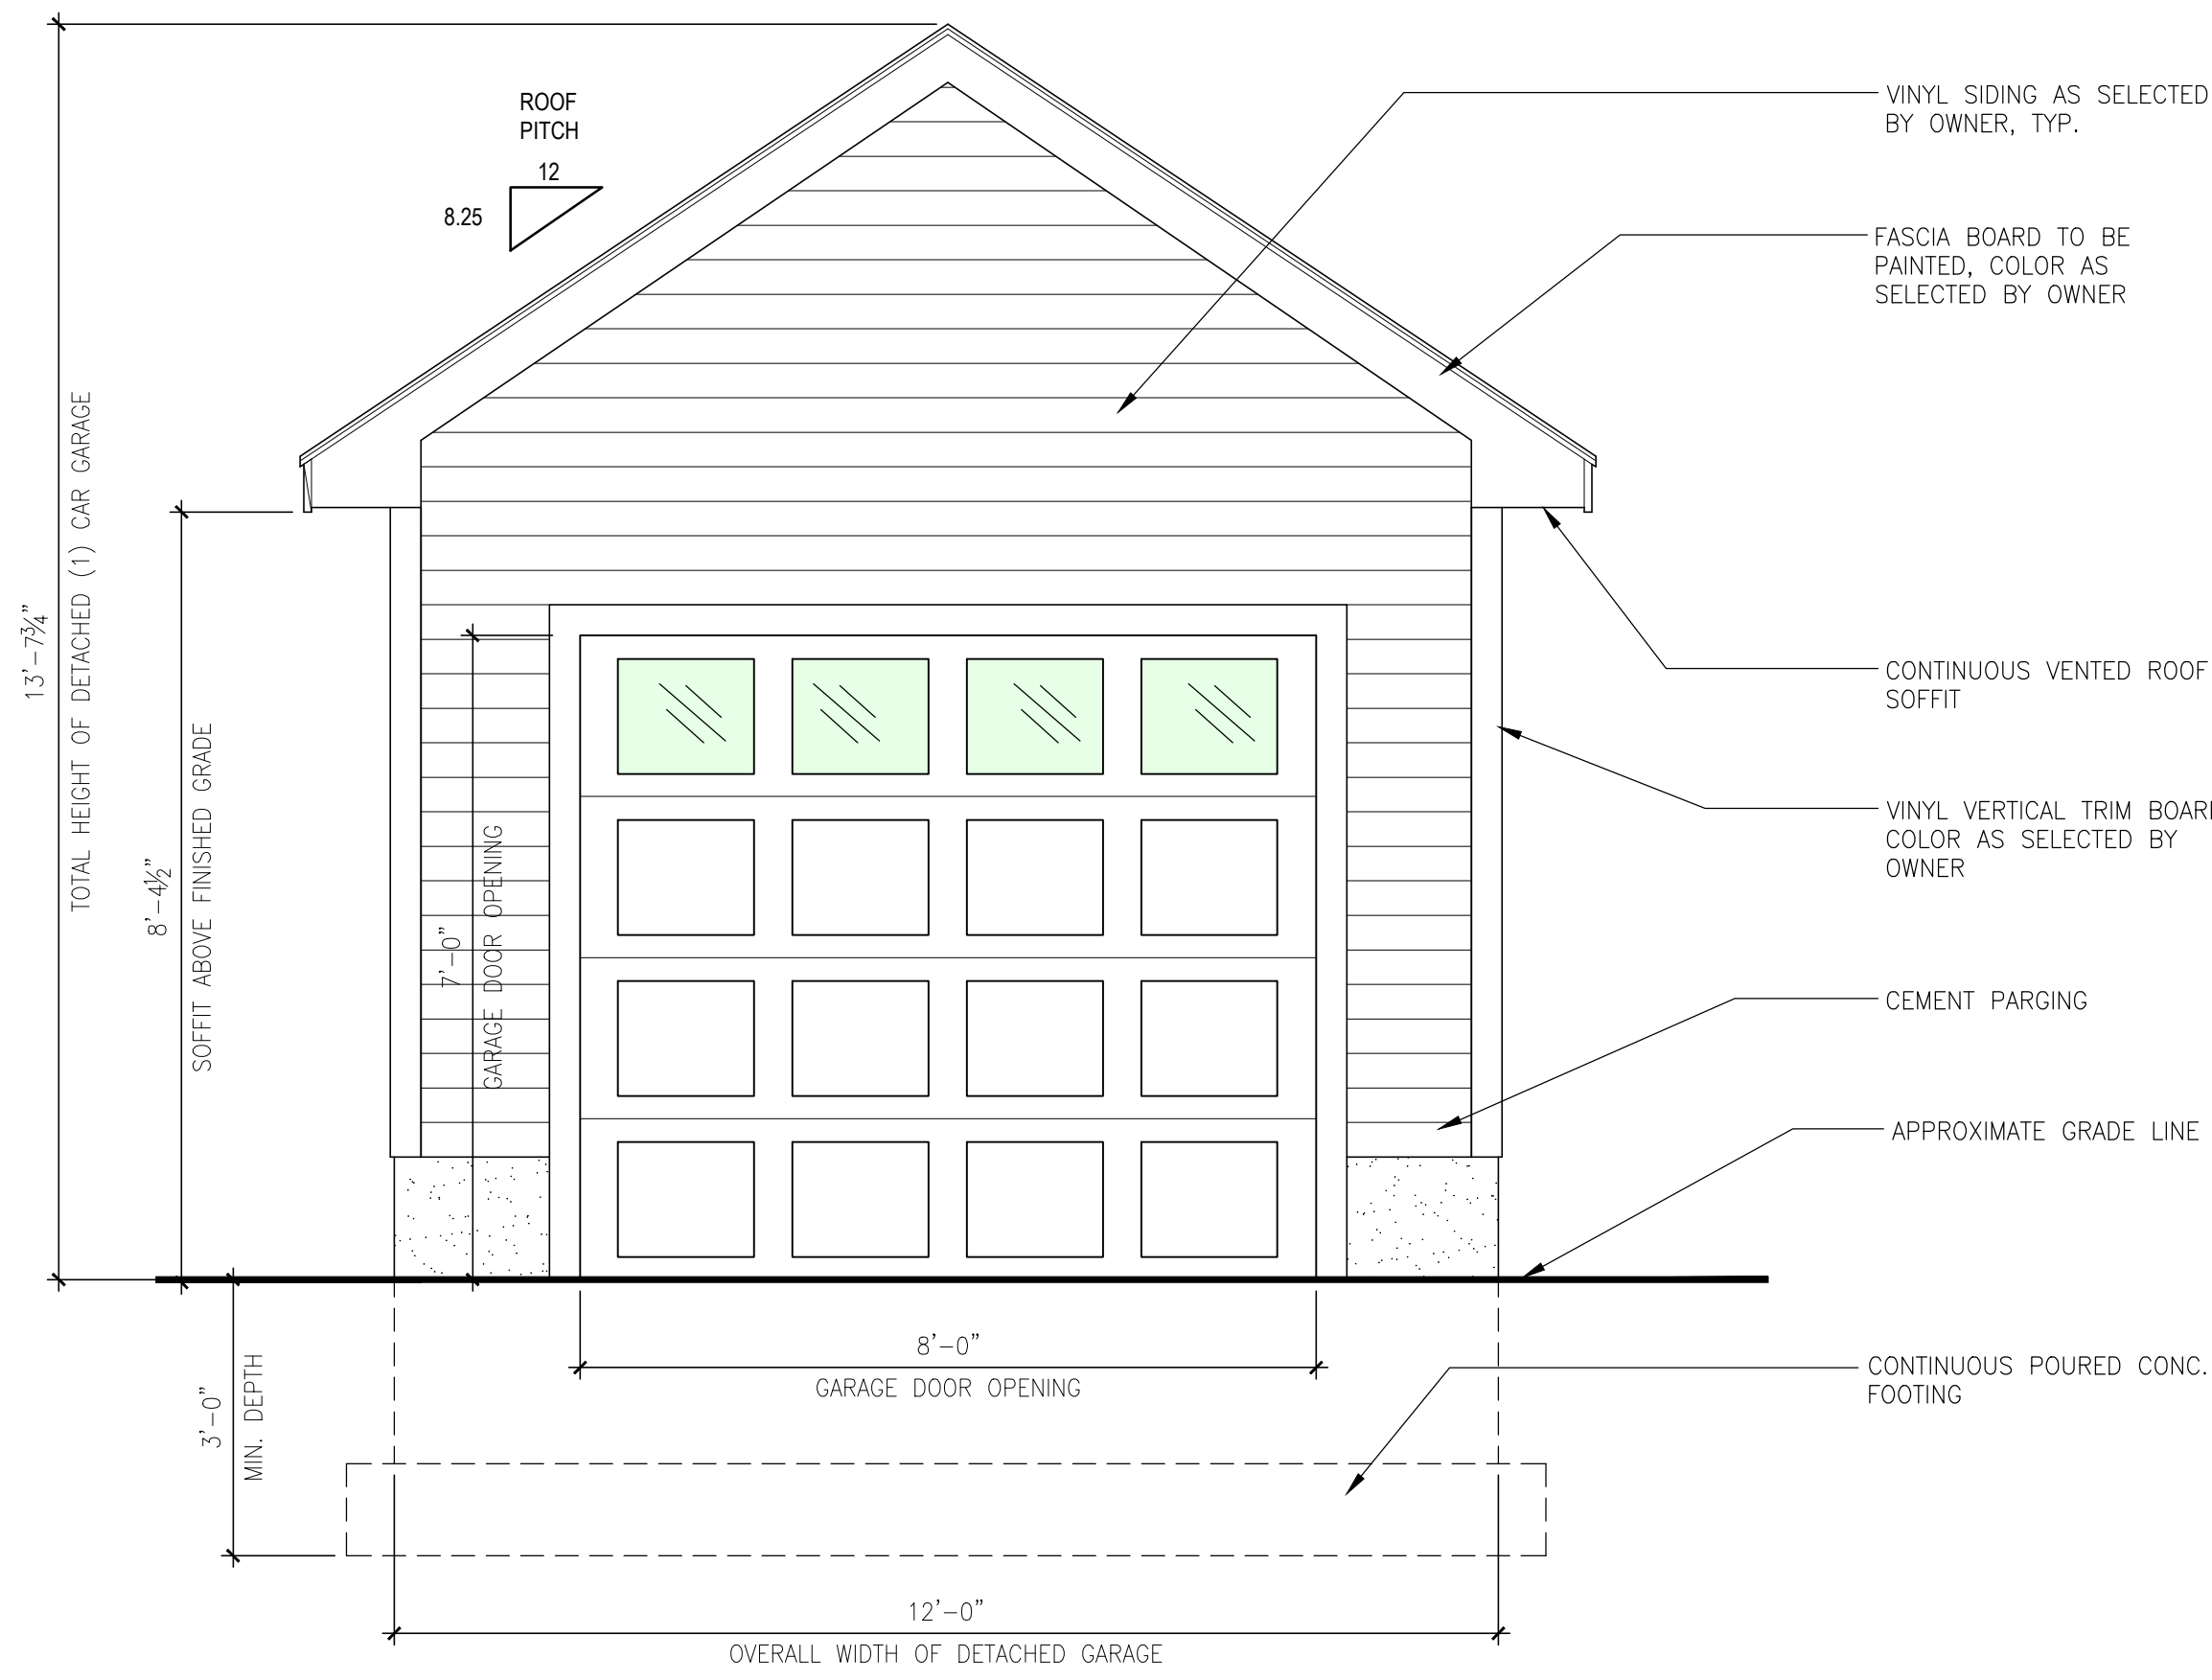 ROOF
PITCH
12
8.25
VINYL SIDING AS SELECTED
BY OWNER, TYP.
FASCIA BOARD TO BE
PAINTED, COLOR AS
SELECTED BY OWNER
13'-7¾"
TOTAL HEIGHT OF DETACHED (1) CAR GARAGE
8'-4½"
SOFFIT ABOVE FINISHED GRADE
7'-0"
GARAGE DOOR OPENING
CONTINUOUS VENTED ROOF
SOFFIT
VINYL VERTICAL TRIM BOARD
COLOR AS SELECTED BY
OWNER
CEMENT PARGING
APPROXIMATE GRADE LINE
8'-0"
GARAGE DOOR OPENING
3'-0"
MIN. DEPTH
CONTINUOUS POURED CONC.
FOOTING
12'-0"
OVERALL WIDTH OF DETACHED GARAGE